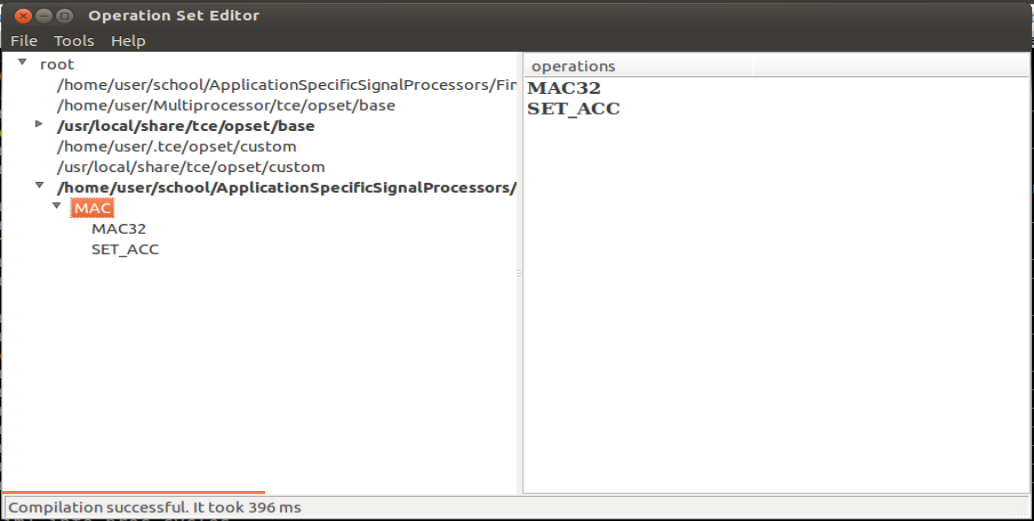 Operation Set Editor
File Tools Help
root
/home/user/school/ApplicationSpecificSignalProcessors/Fir
/home/user/Multiprocessor/tce/opset/base
/usr/local/share/tce/opset/base
/home/user/.tce/opset/custom
/usr/local/share/tce/opset/custom
/home/user/school/ApplicationSpecificSignalProcessors/
MAC
MAC32
SET_ACC
operations
MAC32
SET_ACC
Compilation successful. It took 396 ms